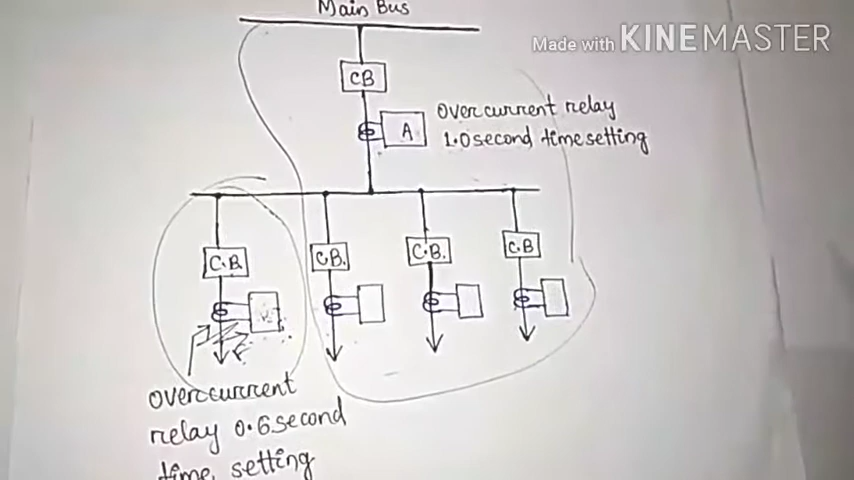 Main Bus
Made with KINEMASTER
CB
A
overcurrent relay
1.0 second time setting
C.B.
C.B.
C.B.
C.B
overcurrent
relay 0.6 second
time setting